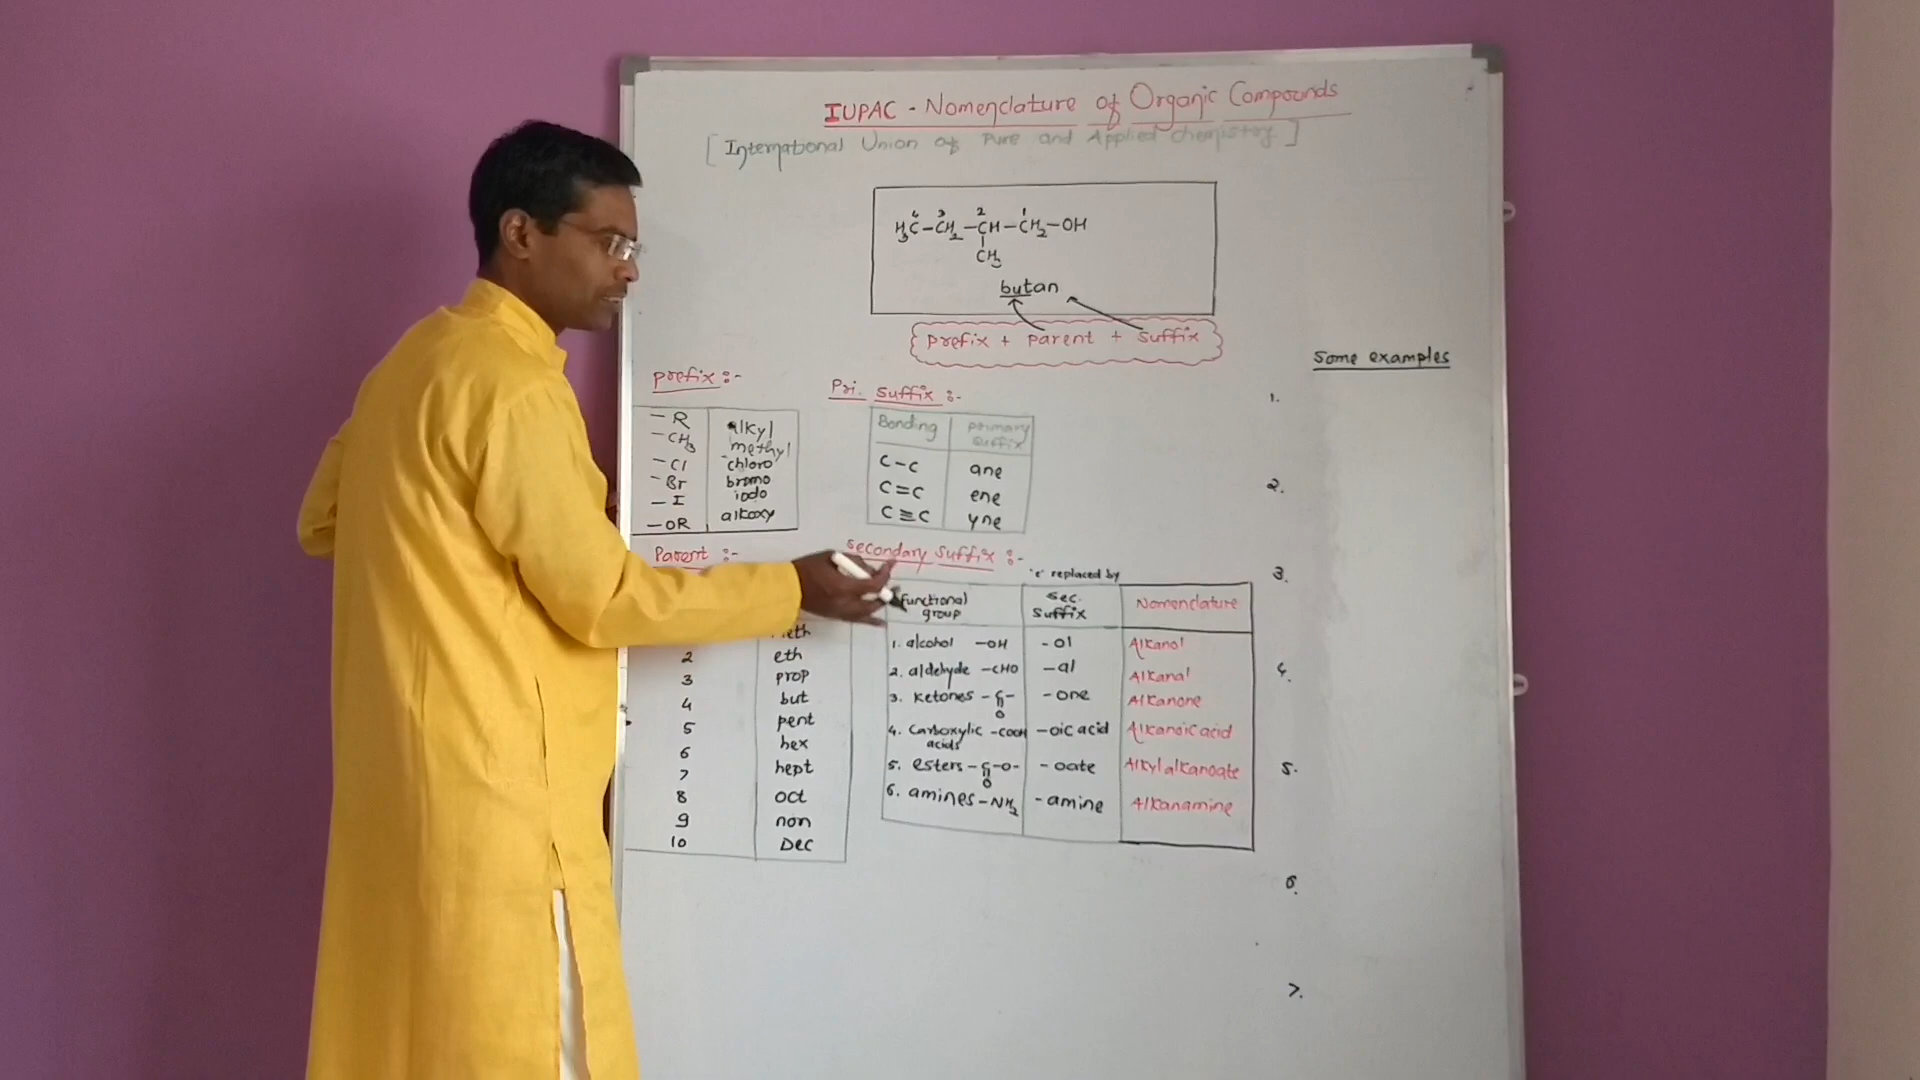 IUPAC - Nomenclature of Organic Compounds
[ International Union of Pure and Applied Chemistry ]
4 3 2 1
H3C-CH2-CH-CH2-OH
CH3
butan
prefix + parent + suffix
Some examples
1.
2.
3.
4.
5.
6.
7.
prefix :-
-R alkyl
-CH3 methyl
-Cl chloro
-Br bromo
-I iodo
-OR alkoxy
Pri. Suffix :-
Bonding primary suffix
C-C ane
C=C ene
C≡C yne
Parent :-
meth
2 eth
3 prop
4 but
5 pent
6 hex
7 hept
8 oct
9 non
10 Dec
Secondary Suffix :-
'e' replaced by
functional group sec. suffix Nomenclature
1. alcohol -OH -ol Alkanol
2. aldehyde -CHO -al Alkanal
3. ketones -C- -one Alkanone
O
4. Carboxylic acids -COOH -oic acid Alkanoic acid
5. esters -C-O- -oate Alkyl alkanoate
O
6. amines -NH2 -amine Alkanamine